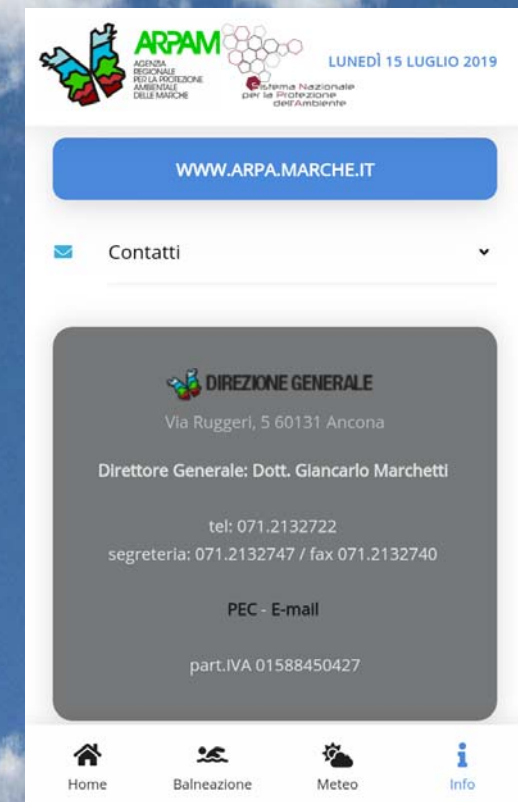 ARPAM
AGENZIA
REGIONALE
PER LA PROTEZIONE
AMBIENTALE
DELLE MARCHE
Sistema Nazionale
per la Protezione
dell'Ambiente
LUNEDÌ 15 LUGLIO 2019
WWW.ARPA.MARCHE.IT
Contatti
DIREZIONE GENERALE
Via Ruggeri, 5 60131 Ancona
Direttore Generale: Dott. Giancarlo Marchetti
tel: 071.2132722
segreteria: 071.2132747 / fax 071.2132740
PEC - E-mail
part.IVA 01588450427
Home
Balneazione
Meteo
Info